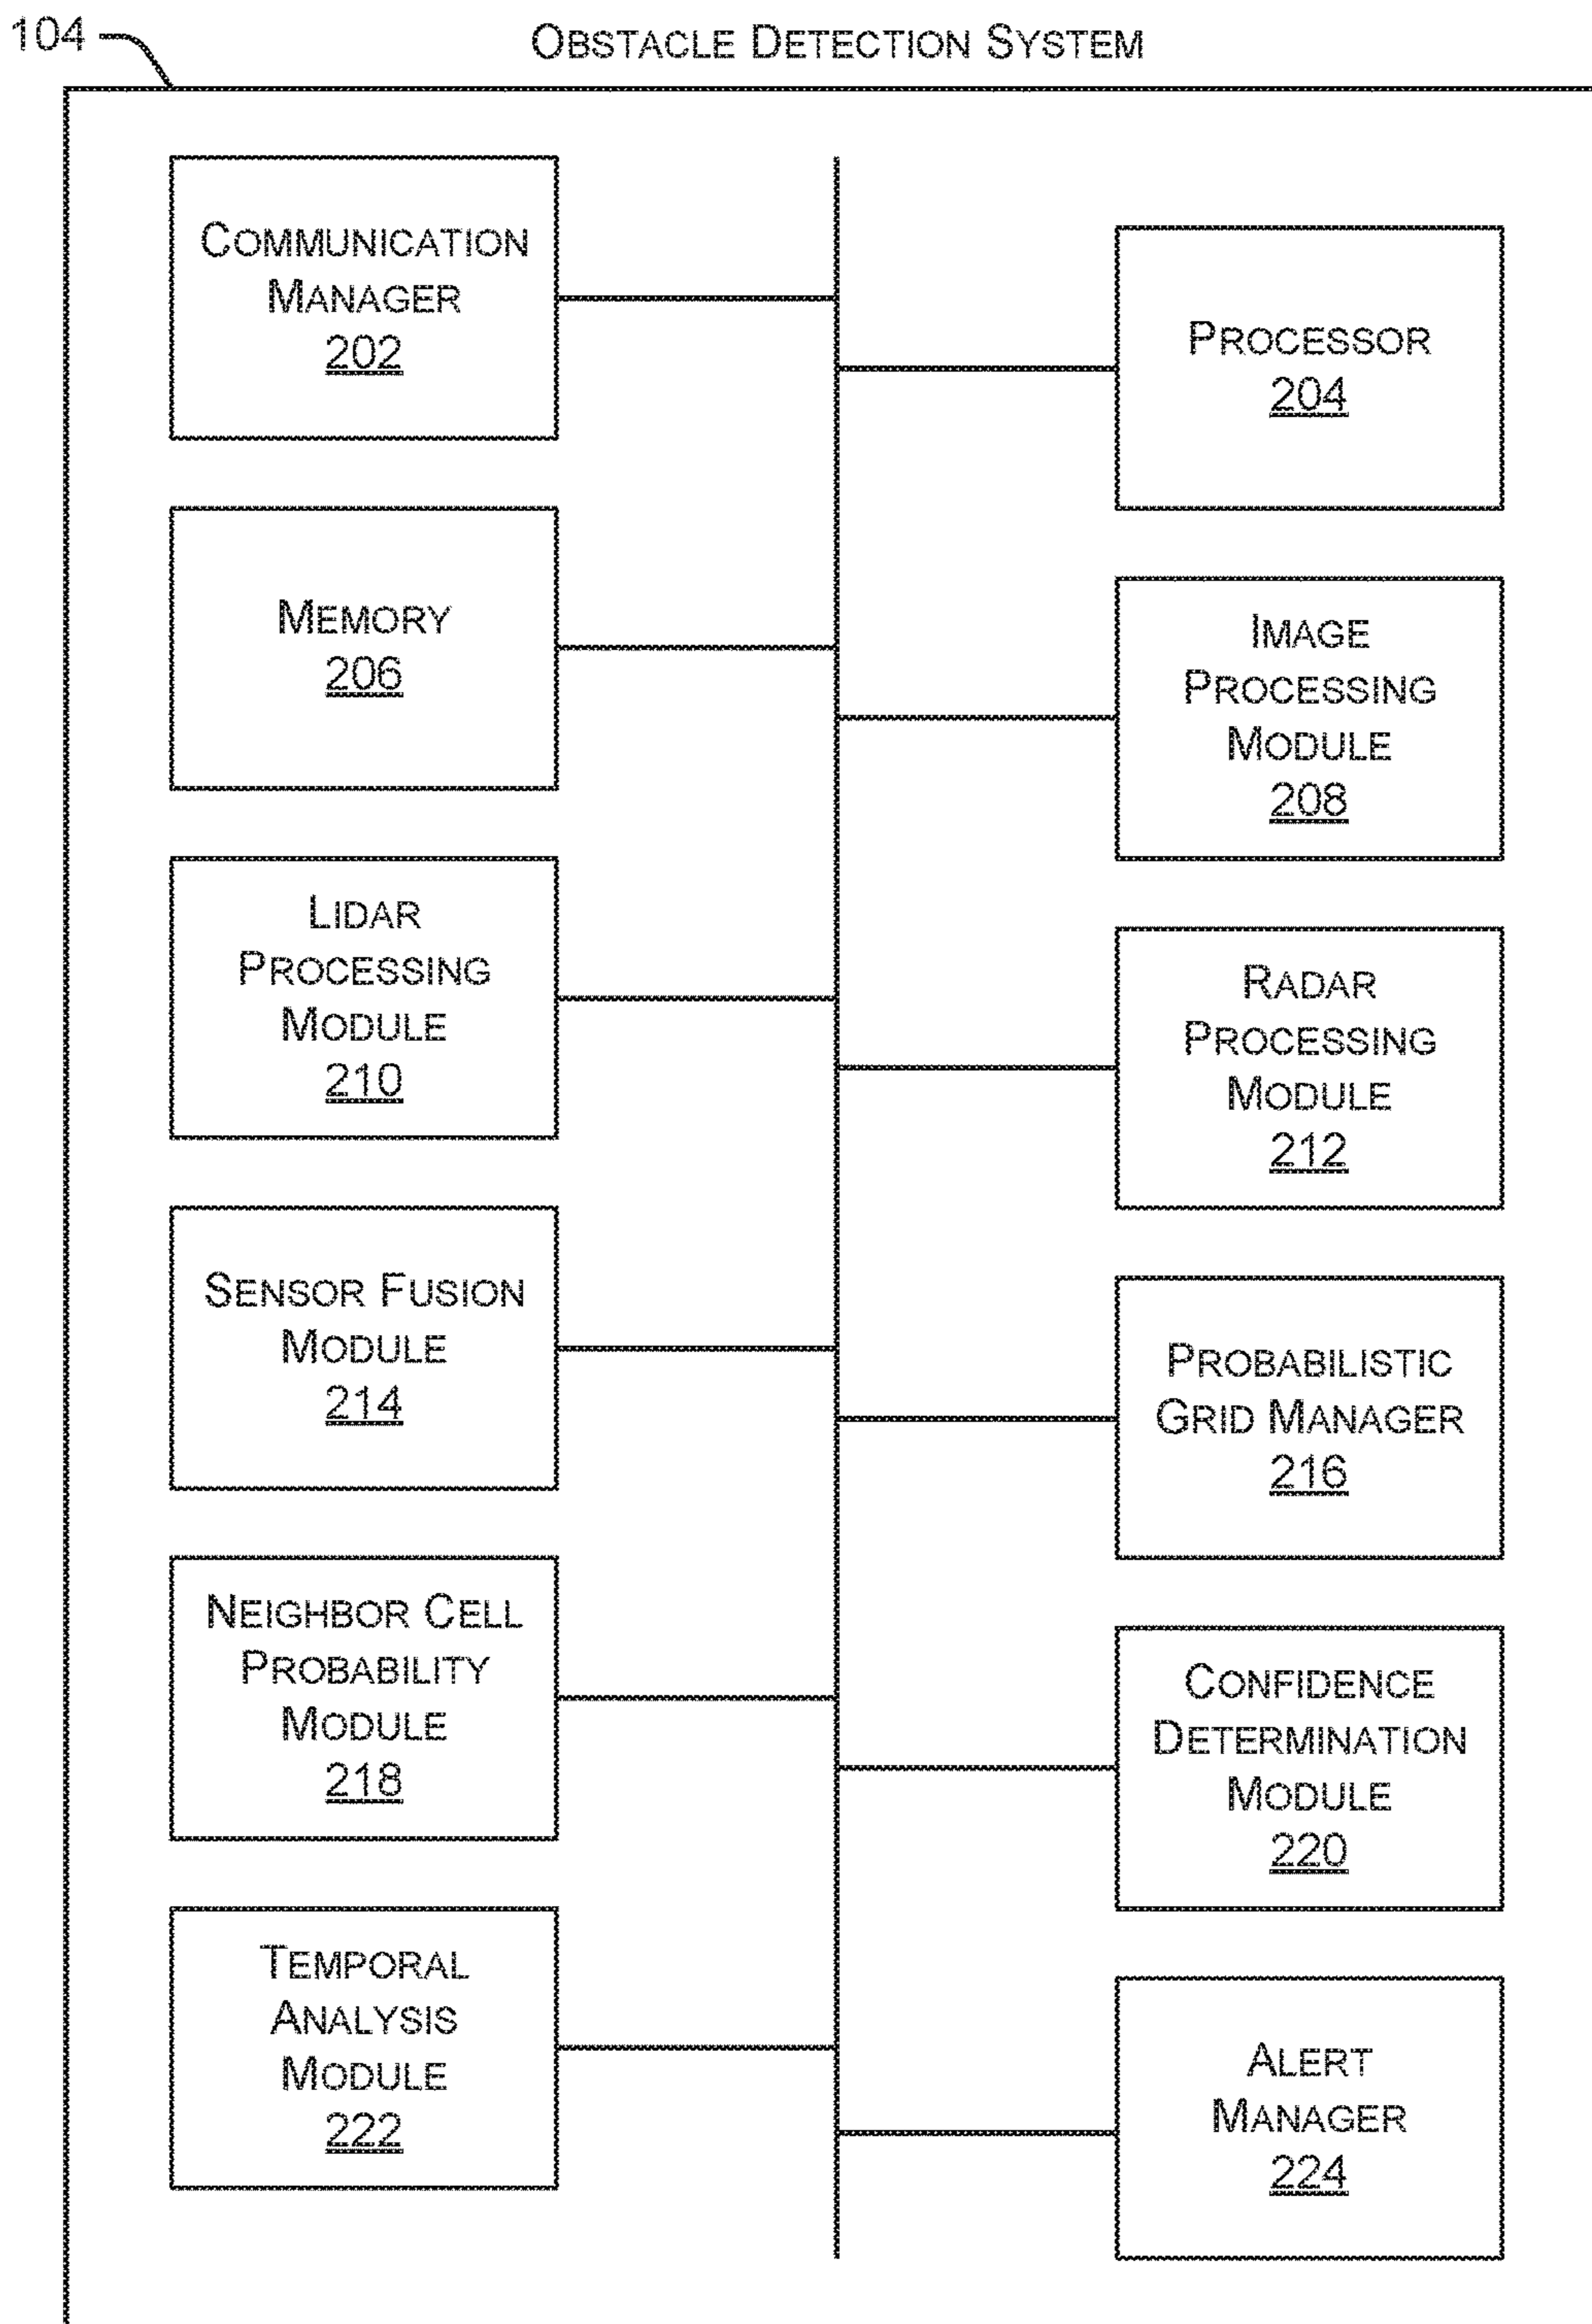 104
OBSTACLE DETECTION SYSTEM
COMMUNICATION
MANAGER
202
PROCESSOR
204
MEMORY
206
IMAGE
PROCESSING
MODULE
208
LIDAR
PROCESSING
MODULE
210
RADAR
PROCESSING
MODULE
212
SENSOR FUSION
MODULE
214
PROBABILISTIC
GRID MANAGER
216
NEIGHBOR CELL
PROBABILITY
MODULE
218
CONFIDENCE
DETERMINATION
MODULE
220
TEMPORAL
ANALYSIS
MODULE
222
ALERT
MANAGER
224